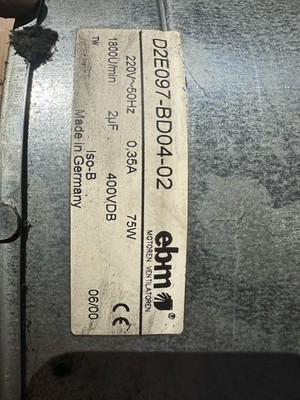 D2E097-BD04-02
220V~50Hz 0,35A 75W
1800U/min 2µF 400VDB
TW Iso-B
Made in Germany 06/00
ebm
MOTOREN VENTILATOREN
CE